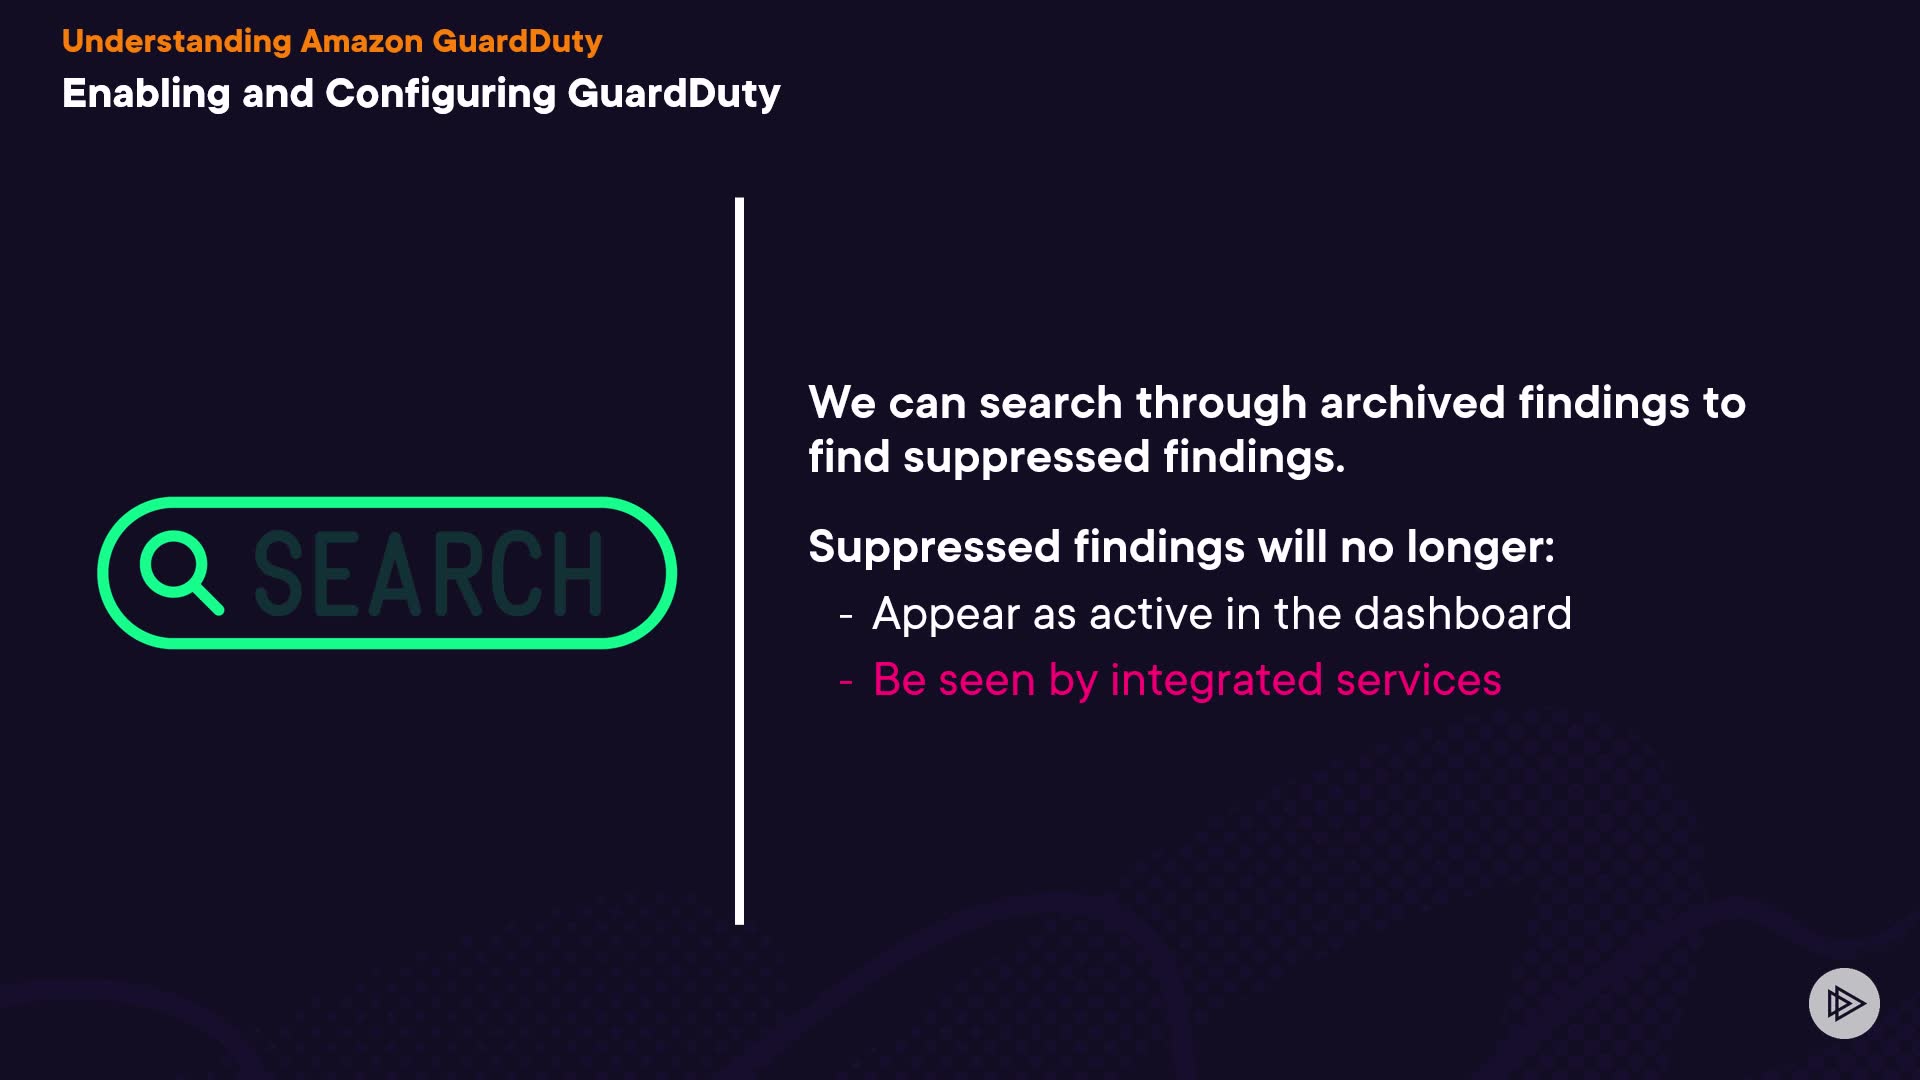 Understanding Amazon GuardDuty
Enabling and Configuring GuardDuty
SEARCH
We can search through archived findings to
find suppressed findings.
Suppressed findings will no longer:
- Appear as active in the dashboard
- Be seen by integrated services